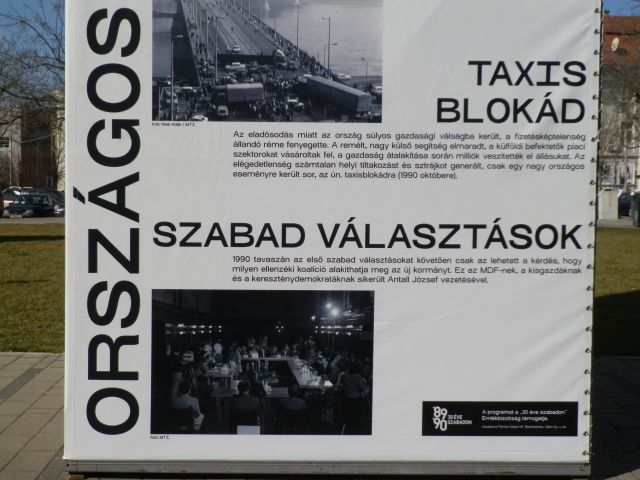 ORSZÁGOS
TAXIS
BLOKÁD
Az eladósodás miatt az ország súlyos gazdasági válságba került, a fizetésképtelenség
állandó réme fenyegette. A remélt, nagy külső segítség elmaradt, a külföldi befektetők piaci
szektorokat vásároltak fel, a gazdaság átalakítása során milliók veszítették el állásukat. Az
elégedetlenség számtalan helyi tiltakozást és sztrájkot generált, csak egy nagy országos
eseményre került sor, az ún. taxisblokádra (1990 októbere).
SZABAD VÁLASZTÁSOK
1990 tavaszán az első szabad választásokat követően csak az lehetett a kérdés, hogy
milyen ellenzéki koalíció alakíthatja meg az új kormányt. Ez az MDF-nek, a kisgazdáknak
és a kereszténydemokratáknak sikerült Antall József vezetésével.
fotó: MTI
'89
90
30 ÉVE
SZABADON
A programot a „30 éve szabadon"
Emlékbizottság támogatja.